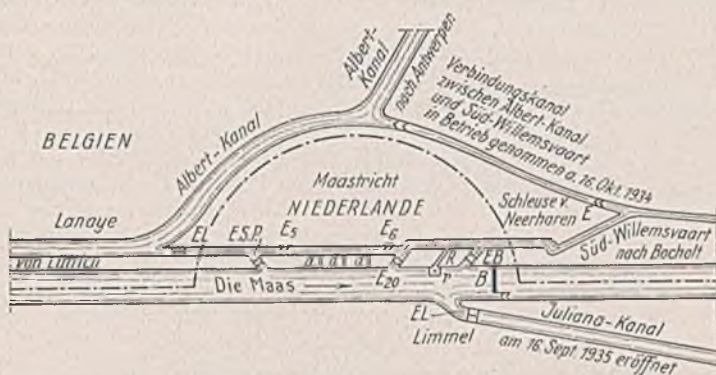 Albert-
Kanal
nach Antwerpen
Verbindungskanal
zwischen Albert-Kanal
und Süd-Willemsvaart
in Betrieb genommen a. 16. Okt. 1934
BELGIEN
Albert-Kanal
Maastricht
NIEDERLANDE
Schleuse v.
Neerharen
E
Lanaye
EL
E.S.P.
E5
E6
R
EB
Süd-Willemsvaart
nach Bocholt
von Lüttich
Die Maas
E20
r
B
EL
Limmel
Juliana-Kanal
am 16. Sept. 1935 eröffnet